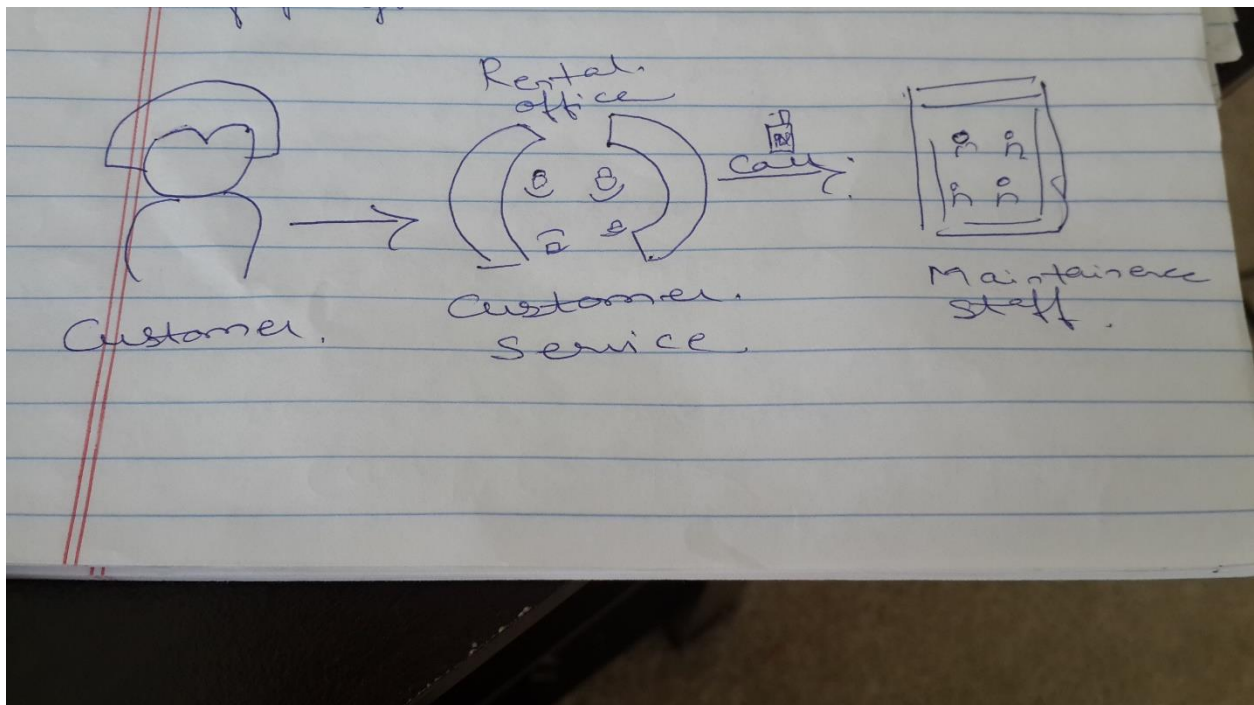 Rental.
office
Call.
Customer.
Customer.
Service
Maintainence
staff.